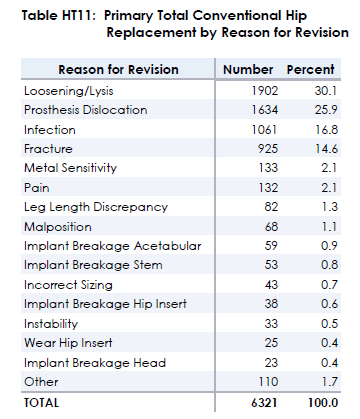 Table HT11: Primary Total Conventional Hip
Replacement by Reason for Revision
Reason for Revision Number Percent
Loosening/Lysis 1902 30.1
Prosthesis Dislocation 1634 25.9
Infection 1061 16.8
Fracture 925 14.6
Metal Sensitivity 133 2.1
Pain 132 2.1
Leg Length Discrepancy 82 1.3
Malposition 68 1.1
Implant Breakage Acetabular 59 0.9
Implant Breakage Stem 53 0.8
Incorrect Sizing 43 0.7
Implant Breakage Hip Insert 38 0.6
Instability 33 0.5
Wear Hip Insert 25 0.4
Implant Breakage Head 23 0.4
Other 110 1.7
TOTAL 6321 100.0